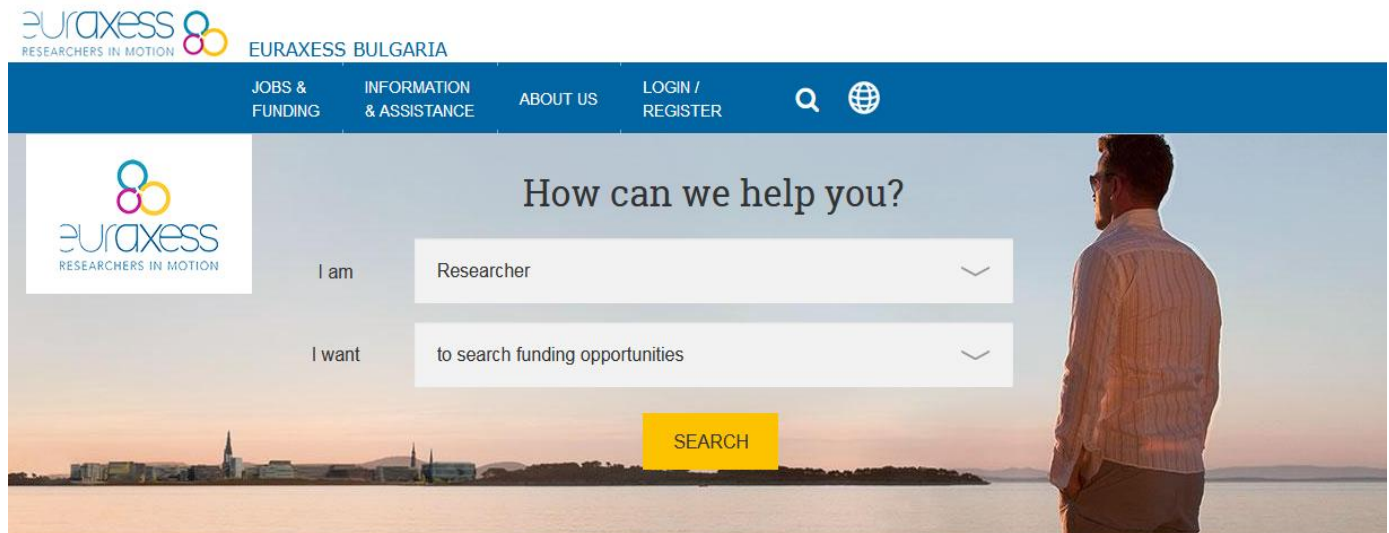 euraxess
RESEARCHERS IN MOTION
EURAXESS BULGARIA
JOBS &
FUNDING
INFORMATION
& ASSISTANCE
ABOUT US
LOGIN /
REGISTER
euraxess
RESEARCHERS IN MOTION
How can we help you?
I am
Researcher
I want
to search funding opportunities
SEARCH